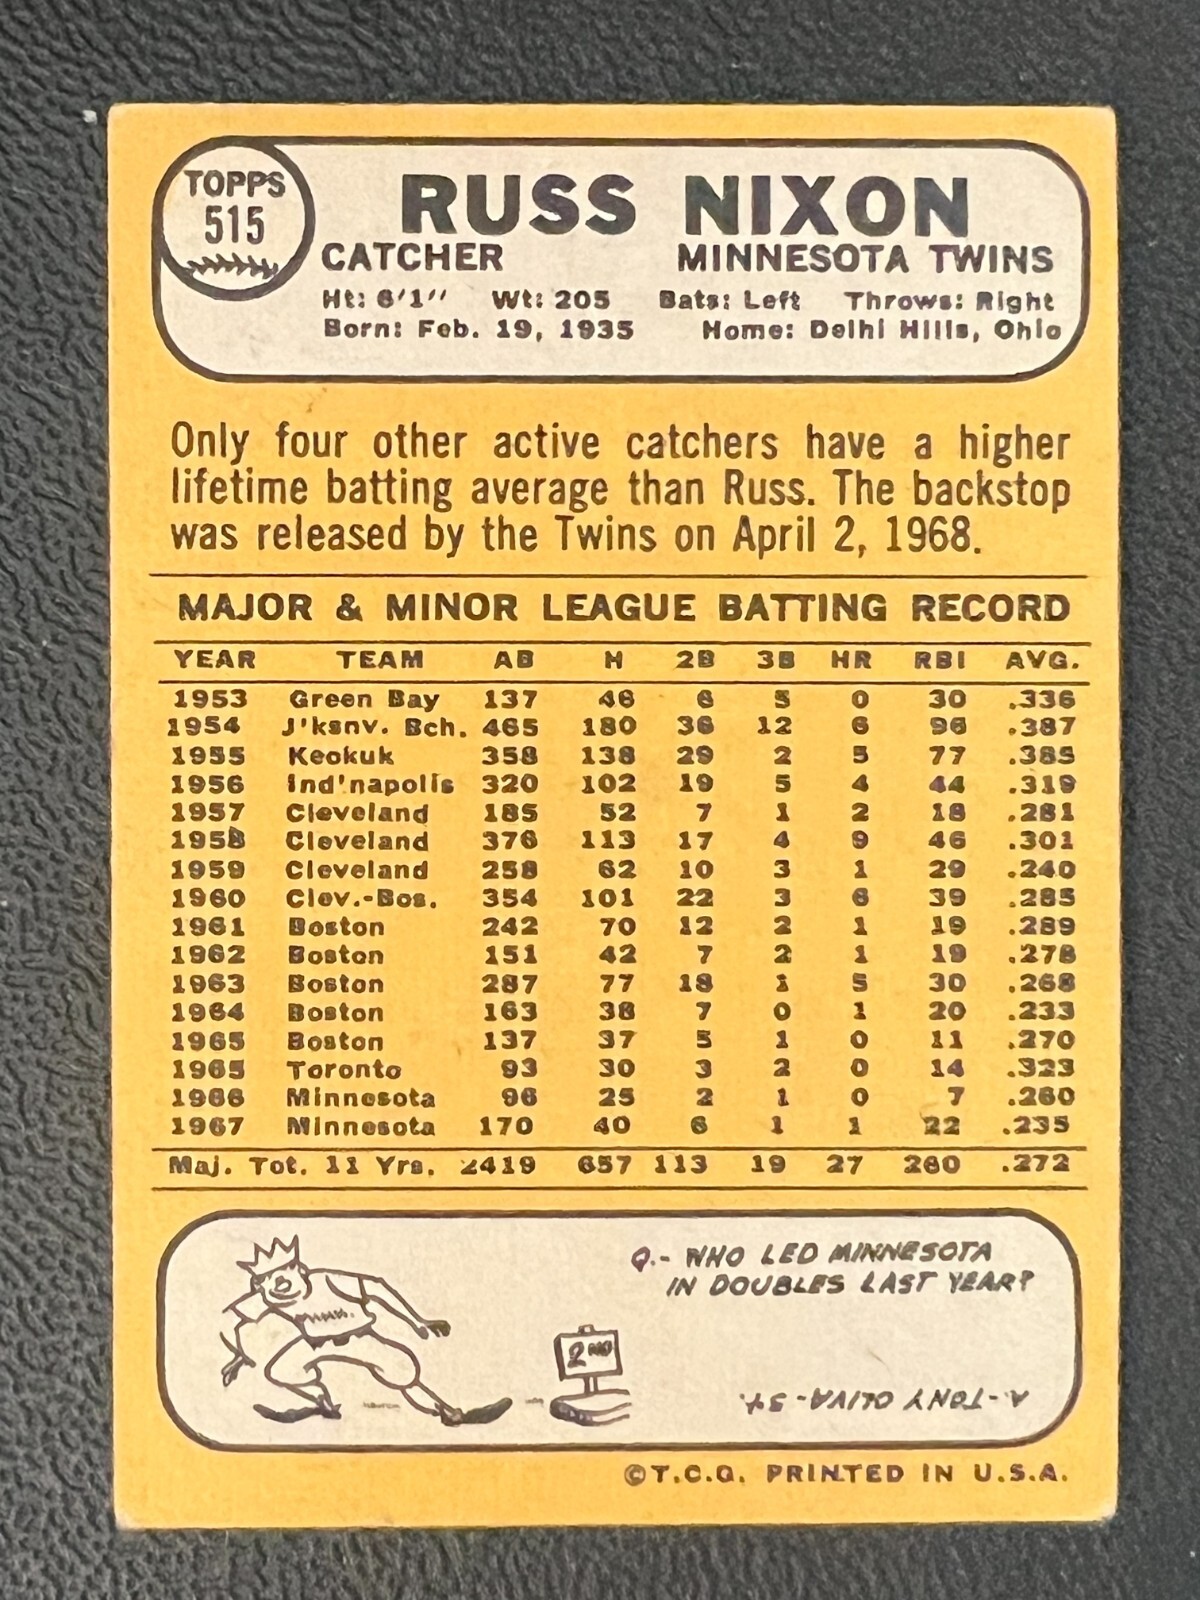 TOPPS
515
RUSS NIXON
CATCHER MINNESOTA TWINS
Ht: 6'1" Wt: 205 Bats: Left Throws: Right
Born: Feb. 19, 1935 Home: Delhi Hills, Ohio
Only four other active catchers have a higher
lifetime batting average than Russ. The backstop
was released by the Twins on April 2, 1968.
MAJOR & MINOR LEAGUE BATTING RECORD
YEAR TEAM AB H 2B 3B HR RBI AVG.
1953 Green Bay 137 46 6 5 0 30 .336
1954 J'ksnv. Bch. 465 180 36 12 6 96 .387
1955 Keokuk 358 138 29 2 5 77 .385
1956 Ind'napolis 320 102 19 5 4 44 .319
1957 Cleveland 185 52 7 1 2 18 .281
1958 Cleveland 376 113 17 4 9 46 .301
1959 Cleveland 258 62 10 3 1 29 .240
1960 Clev.-Bos. 354 101 22 3 6 39 .285
1961 Boston 242 70 12 2 1 19 .289
1962 Boston 151 42 7 2 1 19 .278
1963 Boston 287 77 18 1 5 30 .268
1964 Boston 163 38 7 0 1 20 .233
1965 Boston 137 37 5 1 0 11 .270
1965 Toronto 93 30 3 2 0 14 .323
1966 Minnesota 96 25 2 1 0 7 .260
1967 Minnesota 170 40 6 1 1 22 .235
Maj. Tot. 11 Yrs. 2419 657 113 19 27 260 .272
Q.- WHO LED MINNESOTA
IN DOUBLES LAST YEAR?
2ND
A.-TONY OLIVA- 34.
©T.C.G. PRINTED IN U.S.A.